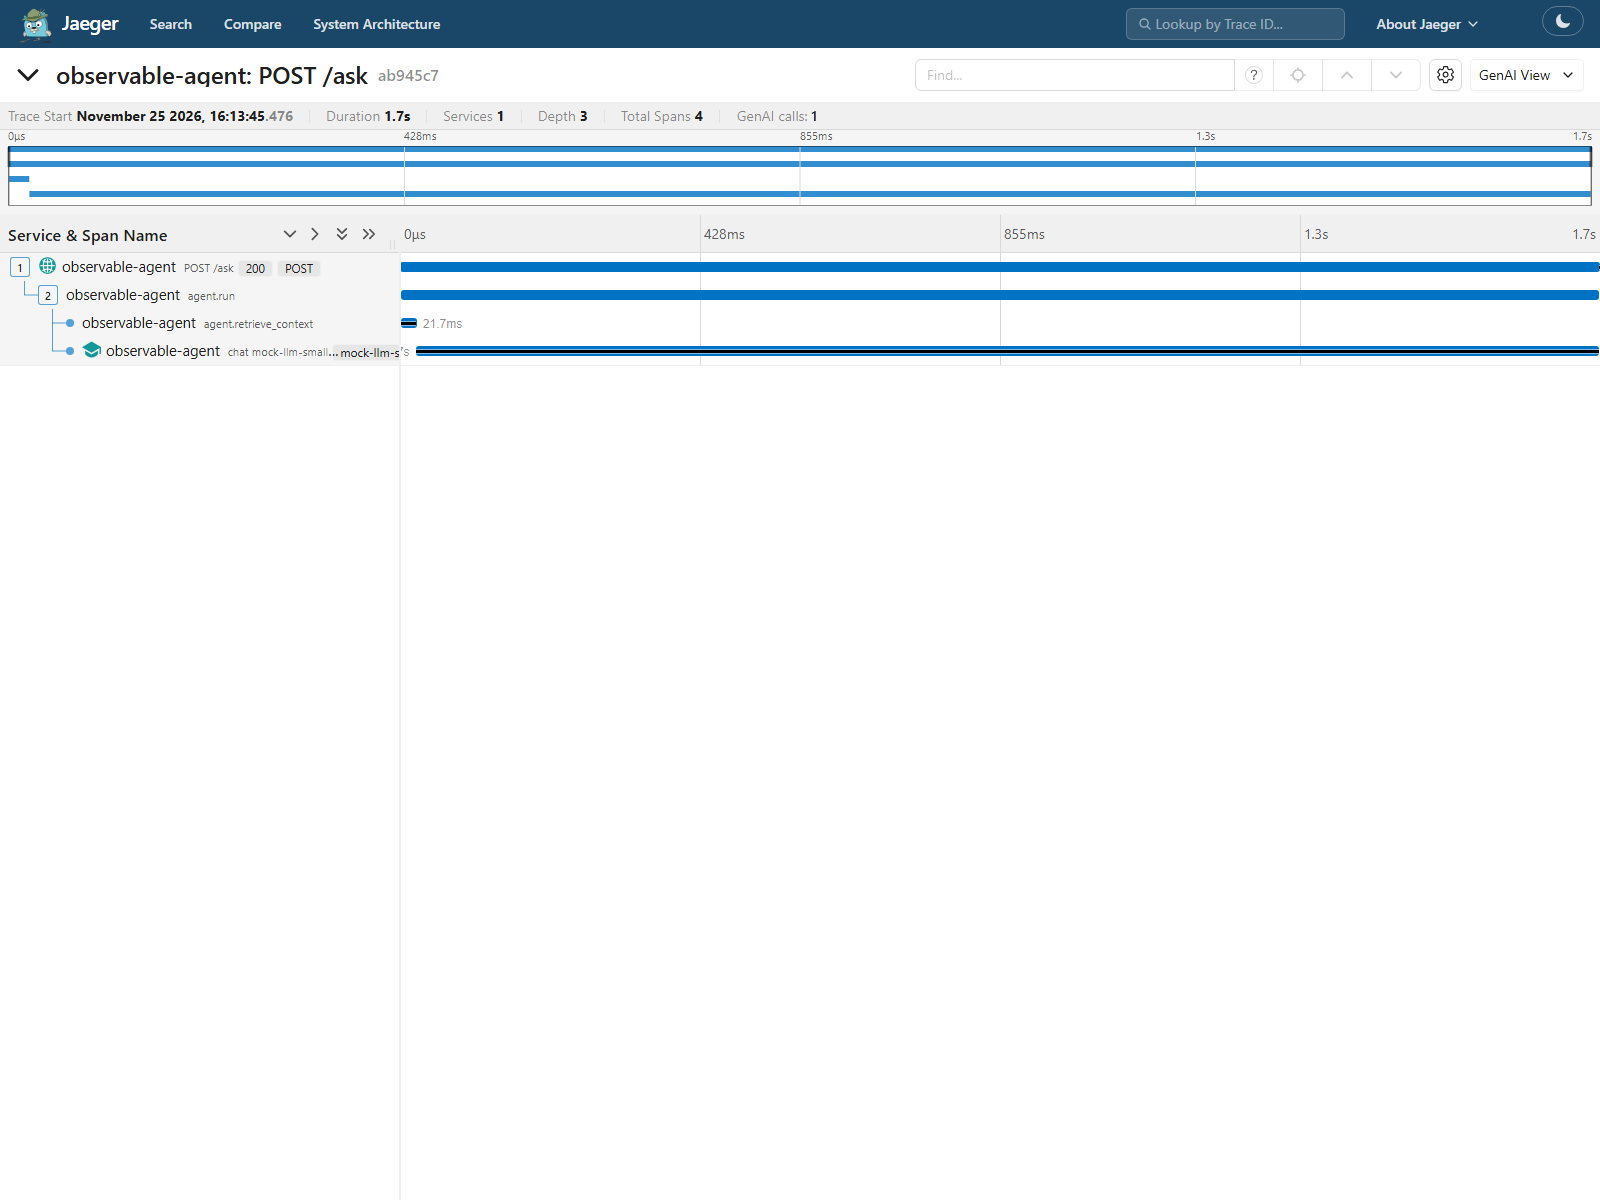 Jaeger Search Compare System Architecture Lookup by Trace ID... About Jaeger
observable-agent: POST /ask ab945c7 Find... ? GenAI View
Trace Start November 25 2026, 16:13:45.476 Duration 1.7s Services 1 Depth 3 Total Spans 4 GenAI calls: 1
0μs 428ms 855ms 1.3s 1.7s
Service & Span Name 0μs 428ms 855ms 1.3s 1.7s
1 observable-agent POST /ask 200 POST
2 observable-agent agent.run
observable-agent agent.retrieve_context 21.7ms
observable-agent chat mock-llm-small... mock-llm-s